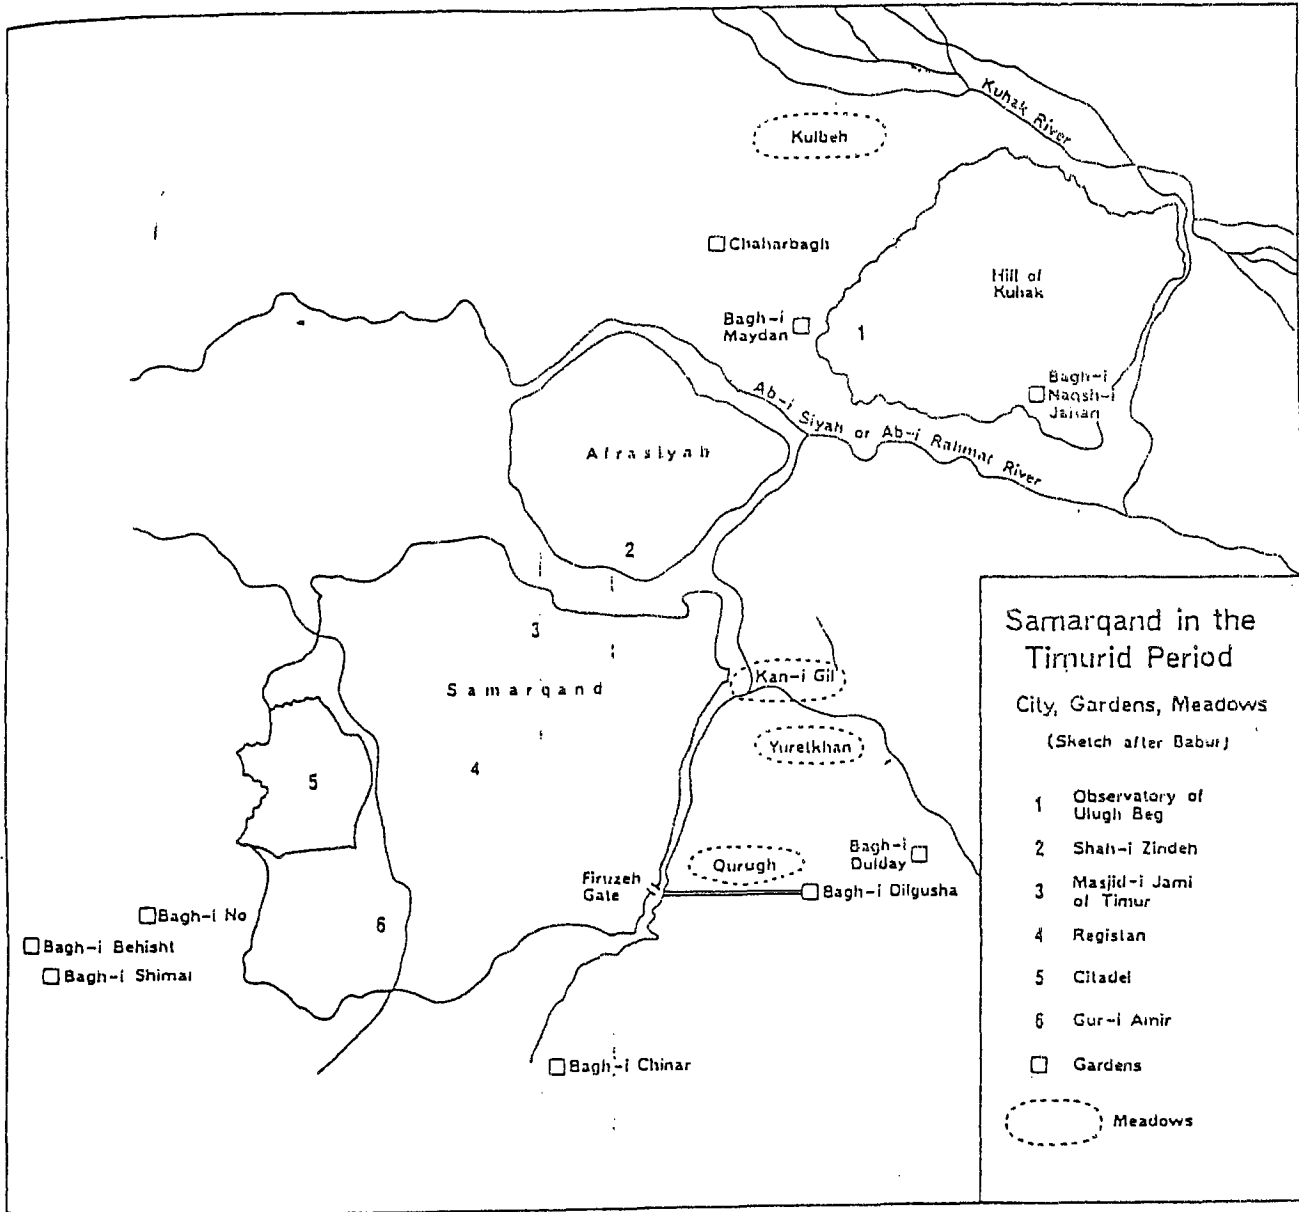 Kuhak River
Kulbeh
Chaharbagh
Hill of
Kuhak
Bagh-i
Maydan
1
Bagh-i
Naqsh-i
Jahan
Ab-i Siyah or Ab-i Rahmat River
Afrasiyab
2
3
Samarqand
Kan-i Gil
Yuretkhan
4
5
Qurugh
Bagh-i
Dulday
Firuzeh
Gate
Bagh-i Dilgusha
Bagh-i No
6
Bagh-i Behisht
Bagh-i Shimal
Bagh-i Chinar
Samarqand in the
Timurid Period
City, Gardens, Meadows
(Sketch after Babur)
1 Observatory of
Ulugh Beg
2 Shah-i Zindeh
3 Masjid-i Jami
of Timur
4 Registan
5 Citadel
6 Gur-i Amir
Gardens
Meadows